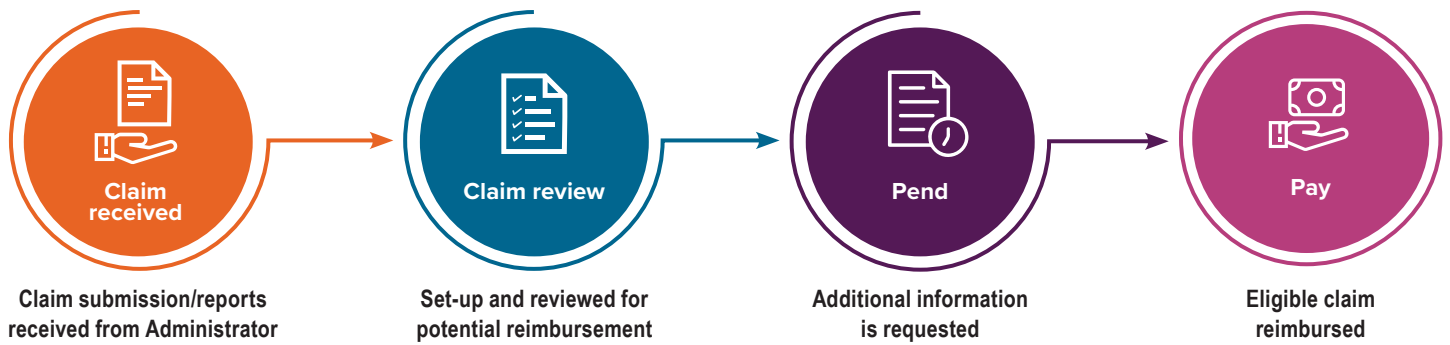 Claim
received
Claim review
Pend
Pay
Claim submission/reports
received from Administrator
Set-up and reviewed for
potential reimbursement
Additional information
is requested
Eligible claim
reimbursed